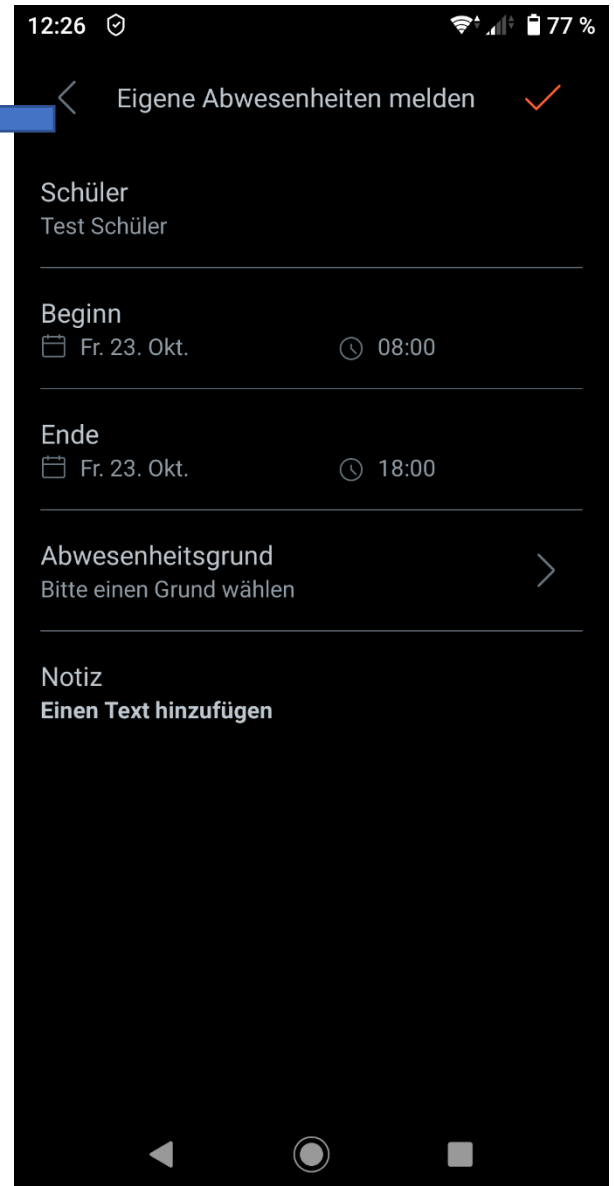 12:26 77 %
Eigene Abwesenheiten melden
Schüler
Test Schüler
Beginn
Fr. 23. Okt. 08:00
Ende
Fr. 23. Okt. 18:00
Abwesenheitsgrund
Bitte einen Grund wählen
Notiz
Einen Text hinzufügen